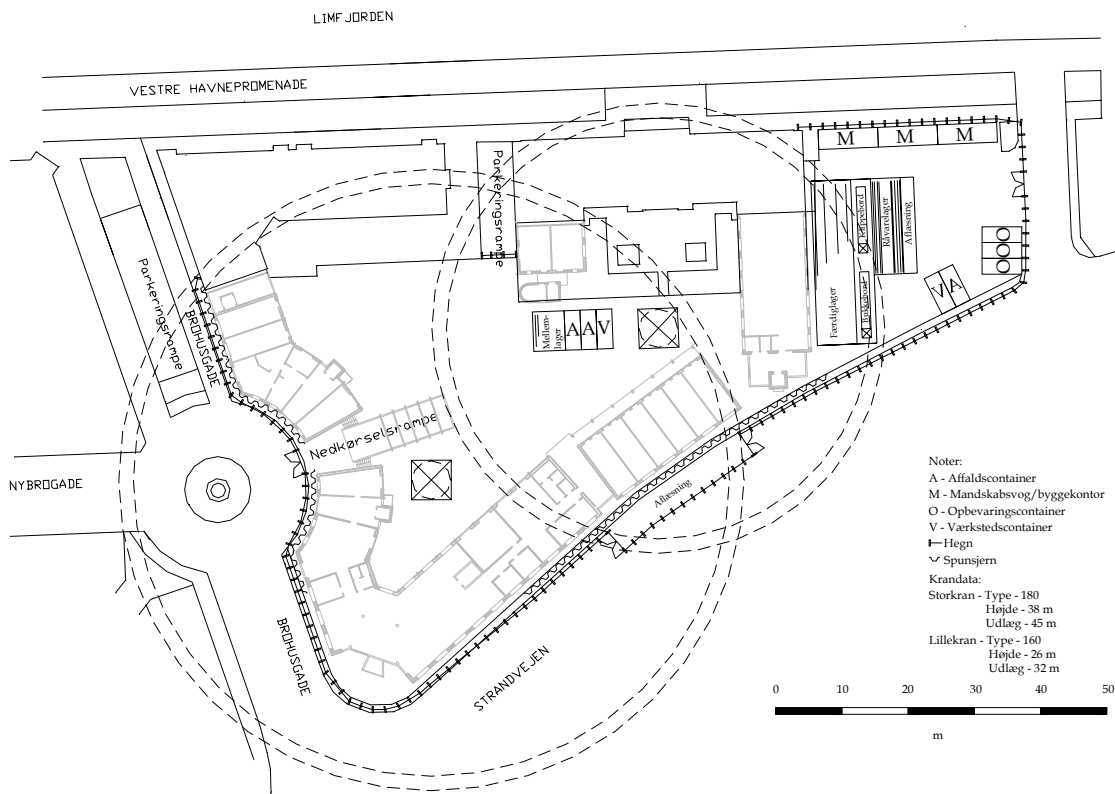 LIMFJORDEN
VESTRE HAVNEPROMENADE
M M M
Parkeringsrampe
Parkeringsrampe
BROHUSGADE
Kappebord
Råvarelager
Aflæsning
Færdiglager
Bukkebord
O
O
O
V A
Mellem-
lager
A A V
Nedkørselsrampe
NYBROGADE
Aflæsning
BROHUSGADE
STRANDVEJEN
Noter:
A - Affaldscontainer
M - Mandskabsvog/byggekontor
O - Opbevaringscontainer
V - Værkstedscontainer
Hegn
Spunsjern
Krandata:
Storkran - Type - 180
Højde - 38 m
Udlæg - 45 m
Lillekran - Type - 160
Højde - 26 m
Udlæg - 32 m
0 10 20 30 40 50
m